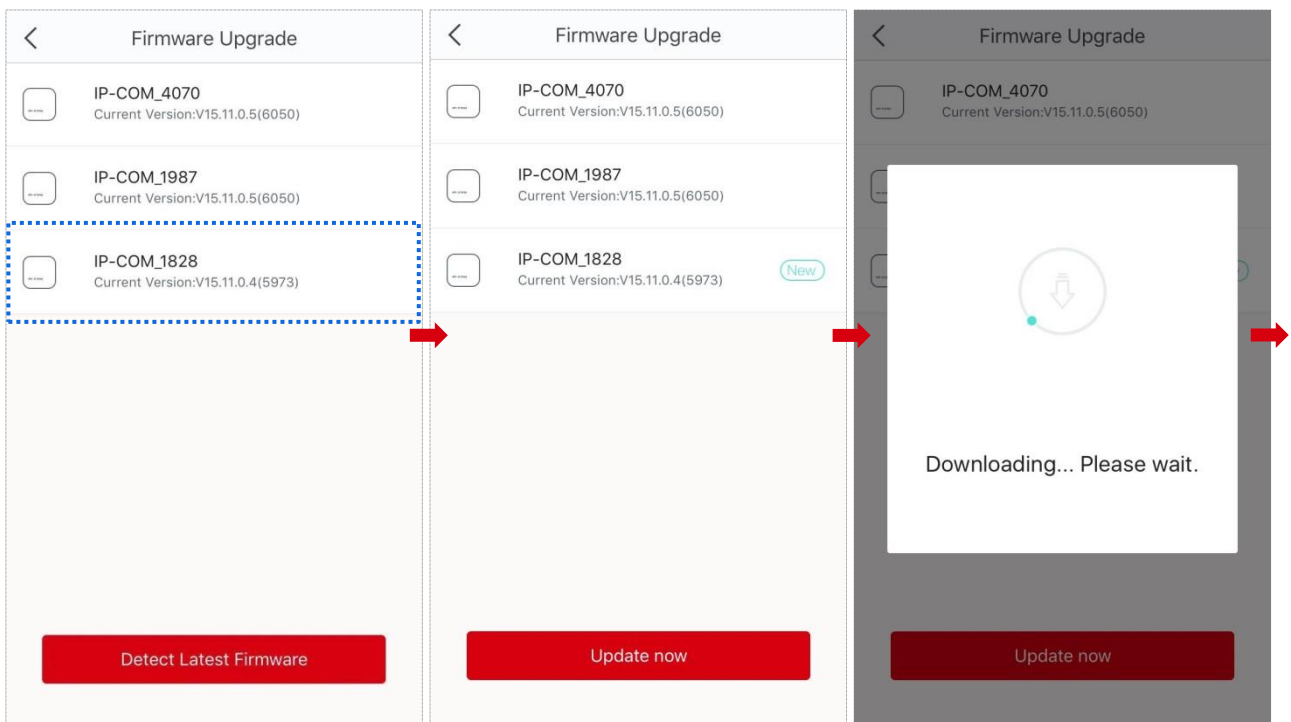 Firmware Upgrade
IP-COM_4070
Current Version:V15.11.0.5(6050)
IP-COM_1987
Current Version:V15.11.0.5(6050)
IP-COM_1828
Current Version:V15.11.0.4(5973)
Detect Latest Firmware
Firmware Upgrade
IP-COM_4070
Current Version:V15.11.0.5(6050)
IP-COM_1987
Current Version:V15.11.0.5(6050)
IP-COM_1828
Current Version:V15.11.0.4(5973)
New
Update now
Firmware Upgrade
IP-COM_4070
Current Version:V15.11.0.5(6050)
Downloading... Please wait.
Update now